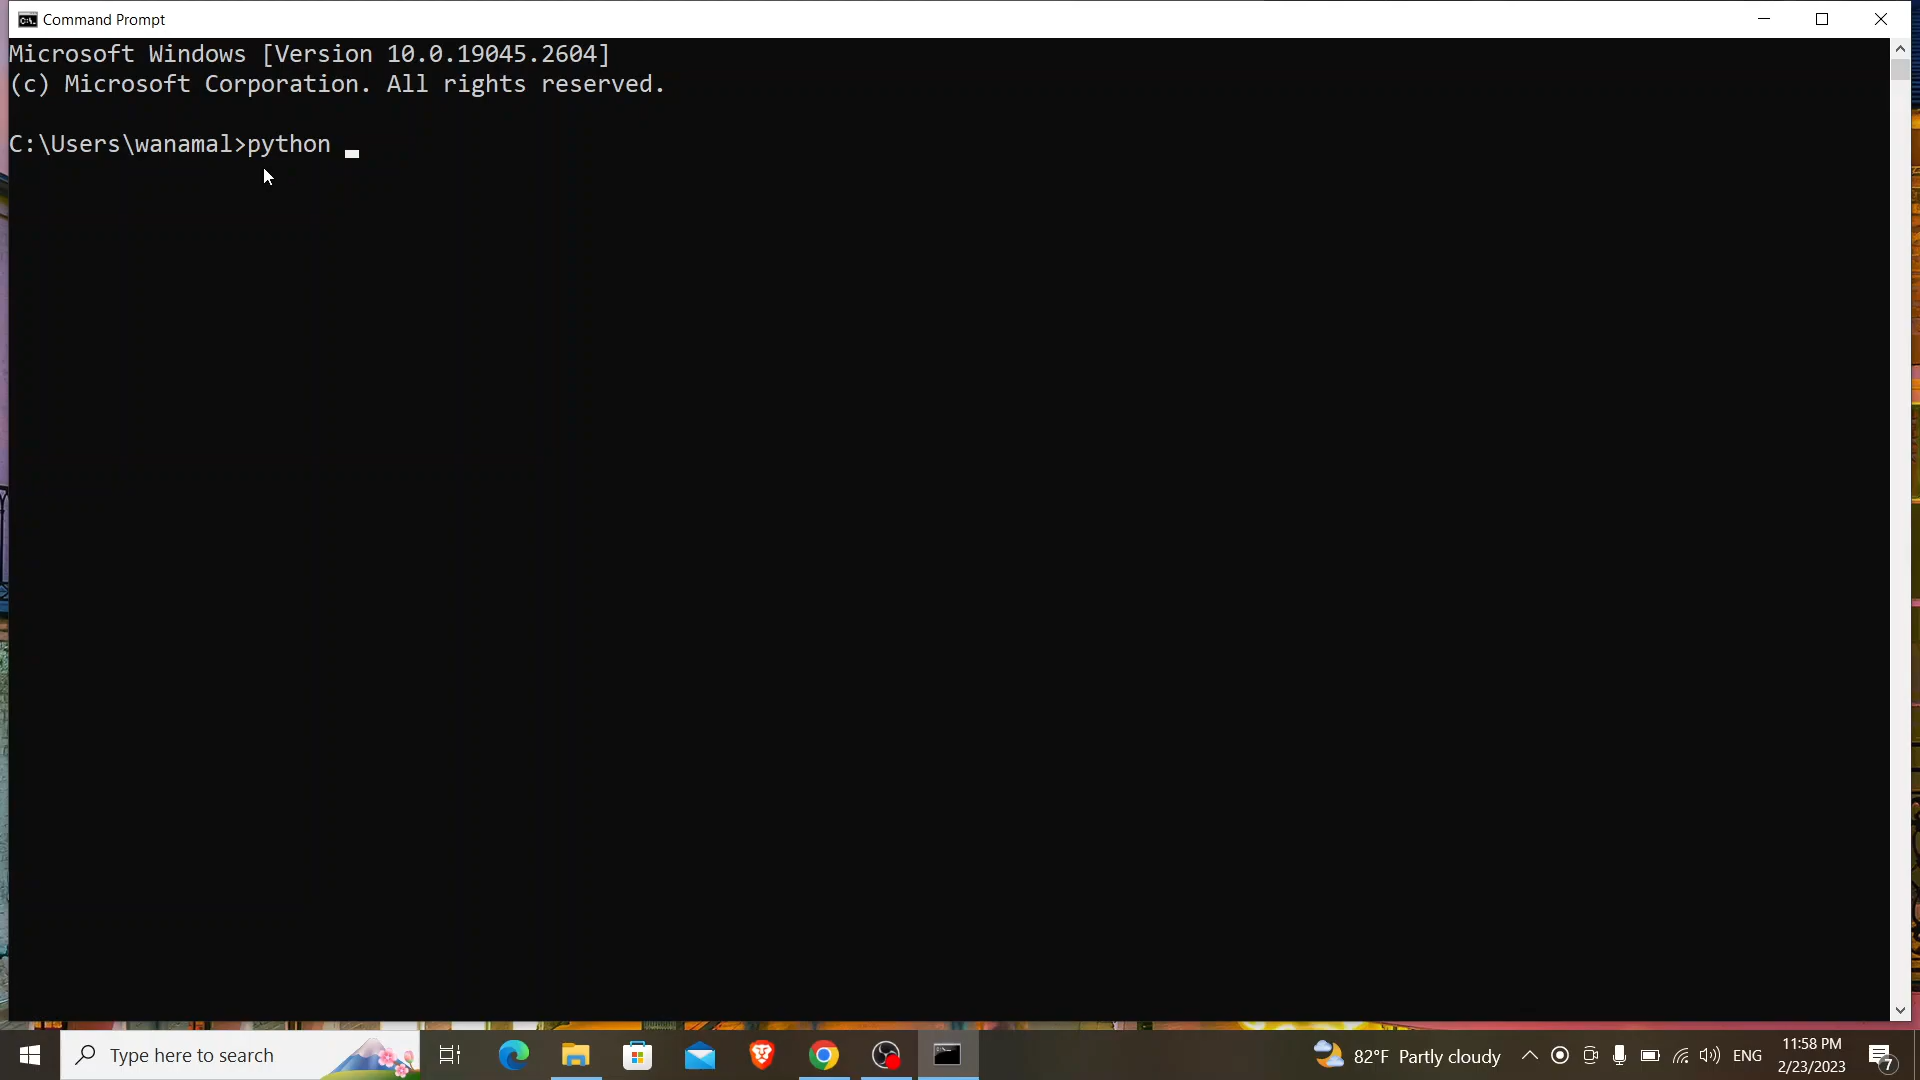 Command Prompt
Microsoft Windows [Version 10.0.19045.2604]
(c) Microsoft Corporation. All rights reserved.
C:\Users\wanamal>python
Type here to search
82°F Partly cloudy
ENG
11:58 PM
2/23/2023
7